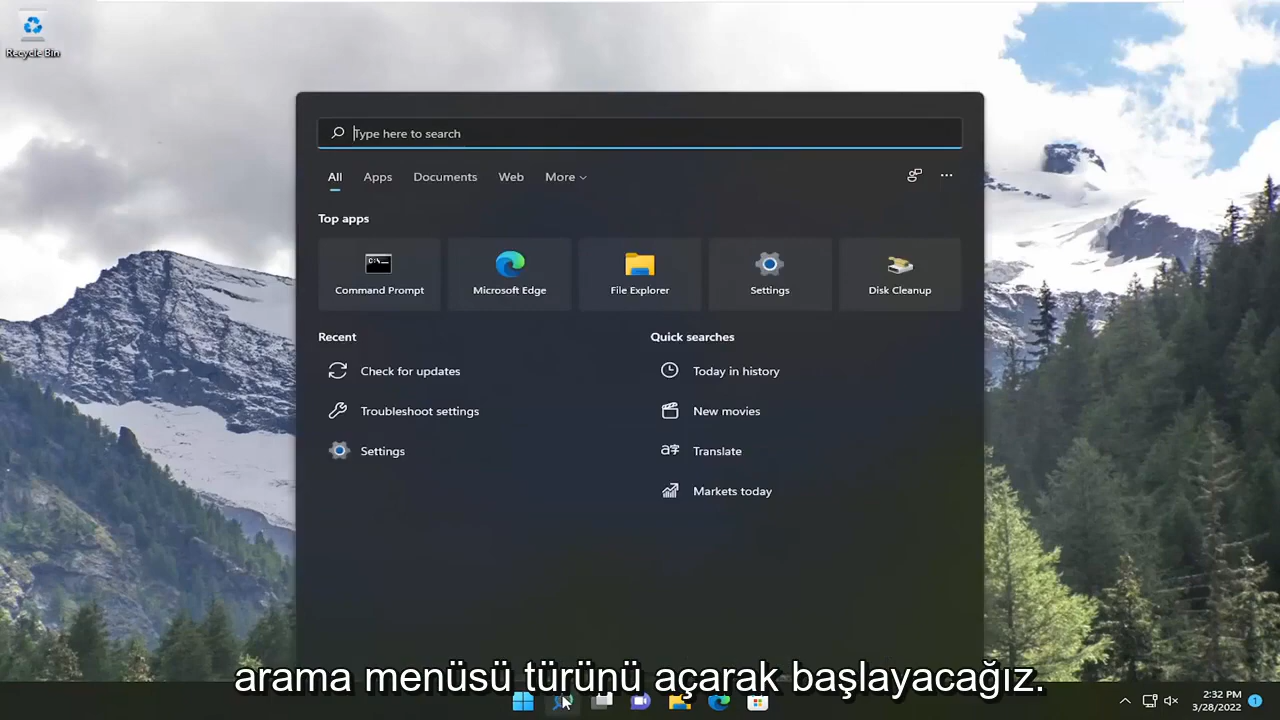 Recycle Bin
Type here to search
All Apps Documents Web More
Top apps
Command Prompt Microsoft Edge File Explorer Settings Disk Cleanup
Recent Quick searches
Check for updates Today in history
Troubleshoot settings New movies
Settings Translate
Markets today
arama menüsü türünü açarak başlayacağız.
2:32 PM
3/28/2022 1